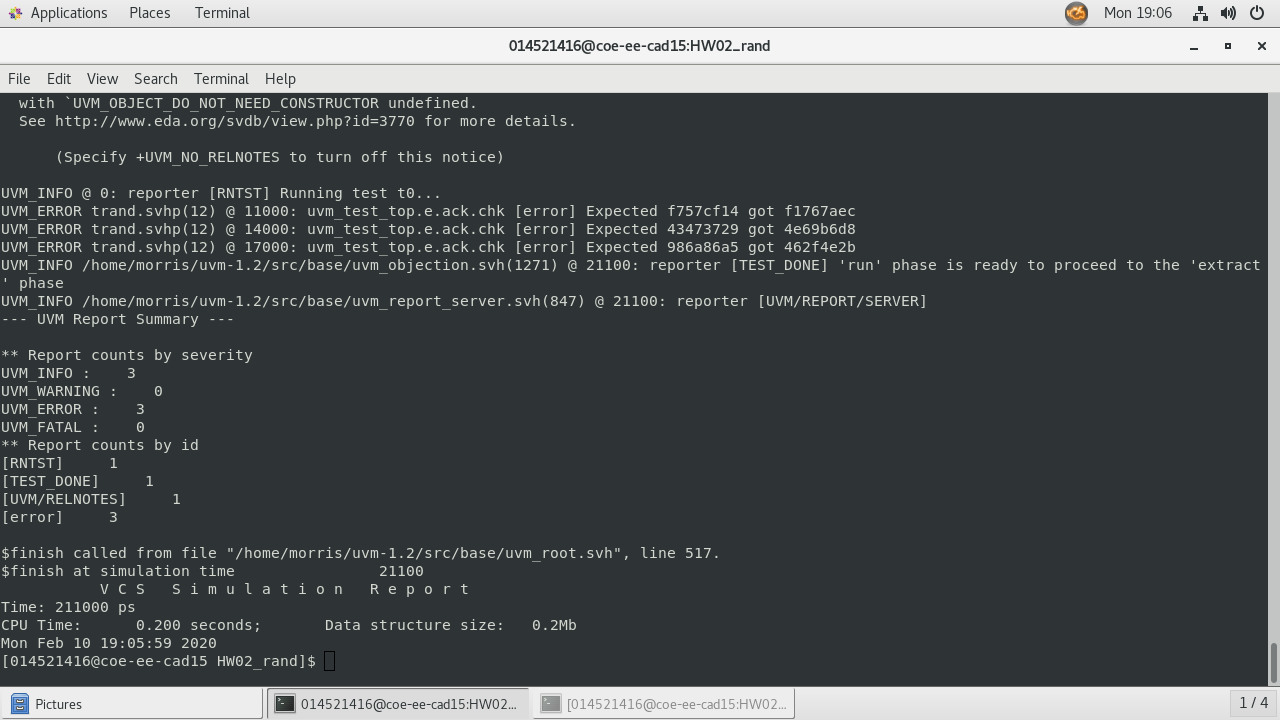 Applications Places Terminal Mon 19:06
014521416@coe-ee-cad15:HW02_rand
File Edit View Search Terminal Help
with `UVM_OBJECT_DO_NOT_NEED_CONSTRUCTOR undefined.
See http://www.eda.org/svdb/view.php?id=3770 for more details.
(Specify +UVM_NO_RELNOTES to turn off this notice)
UVM_INFO @ 0: reporter [RNTST] Running test t0...
UVM_ERROR trand.svhp(12) @ 11000: uvm_test_top.e.ack.chk [error] Expected f757cf14 got f1767aec
UVM_ERROR trand.svhp(12) @ 14000: uvm_test_top.e.ack.chk [error] Expected 43473729 got 4e69b6d8
UVM_ERROR trand.svhp(12) @ 17000: uvm_test_top.e.ack.chk [error] Expected 986a86a5 got 462f4e2b
UVM_INFO /home/morris/uvm-1.2/src/base/uvm_objection.svh(1271) @ 21100: reporter [TEST_DONE] 'run' phase is ready to proceed to the 'extract
' phase
UVM_INFO /home/morris/uvm-1.2/src/base/uvm_report_server.svh(847) @ 21100: reporter [UVM/REPORT/SERVER]
--- UVM Report Summary ---
** Report counts by severity
UVM_INFO :    3
UVM_WARNING :    0
UVM_ERROR :    3
UVM_FATAL :    0
** Report counts by id
[RNTST]     1
[TEST_DONE]     1
[UVM/RELNOTES]     1
[error]     3
$finish called from file "/home/morris/uvm-1.2/src/base/uvm_root.svh", line 517.
$finish at simulation time                21100
V C S   S i m u l a t i o n   R e p o r t
Time: 211000 ps
CPU Time:      0.200 seconds;       Data structure size:   0.2Mb
Mon Feb 10 19:05:59 2020
[014521416@coe-ee-cad15 HW02_rand]$
Pictures 014521416@coe-ee-cad15:HW02... [014521416@coe-ee-cad15:HW02... 1 / 4